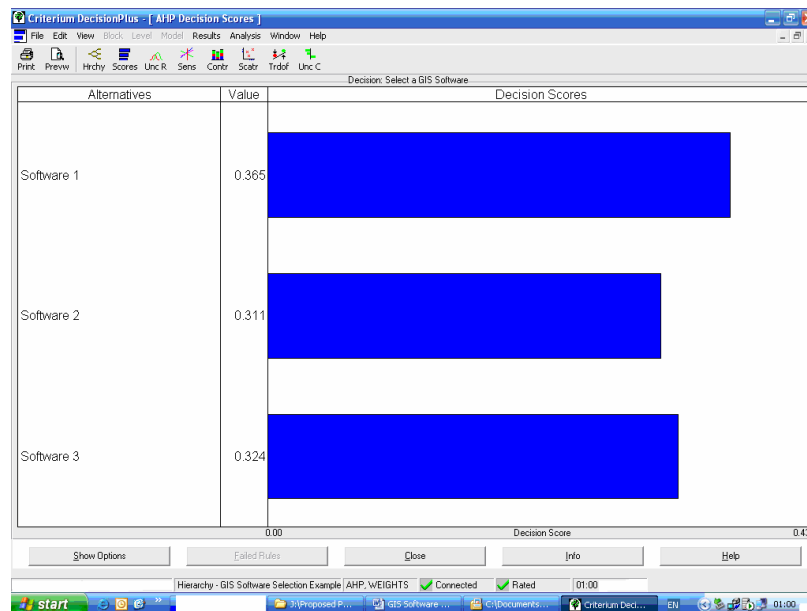 Criterium DecisionPlus - [ AHP Decision Scores ]
File Edit View Block Level Model Results Analysis Window Help
Print Prevw Hrchy Scores Unc R Sens Contr Scatr Trdof Unc C
Decision: Select a GIS Software
Alternatives Value Decision Scores
Software 1 0.365
Software 2 0.311
Software 3 0.324
0.00 Decision Score
Show Options Failed Rules Close Info Help
Hierarchy - GIS Software Selection Example AHP, WEIGHTS Connected Rated 01:00
start J:\Proposed P... GIS Software ... C:\Documents... Criterium Deci... EN 01:00